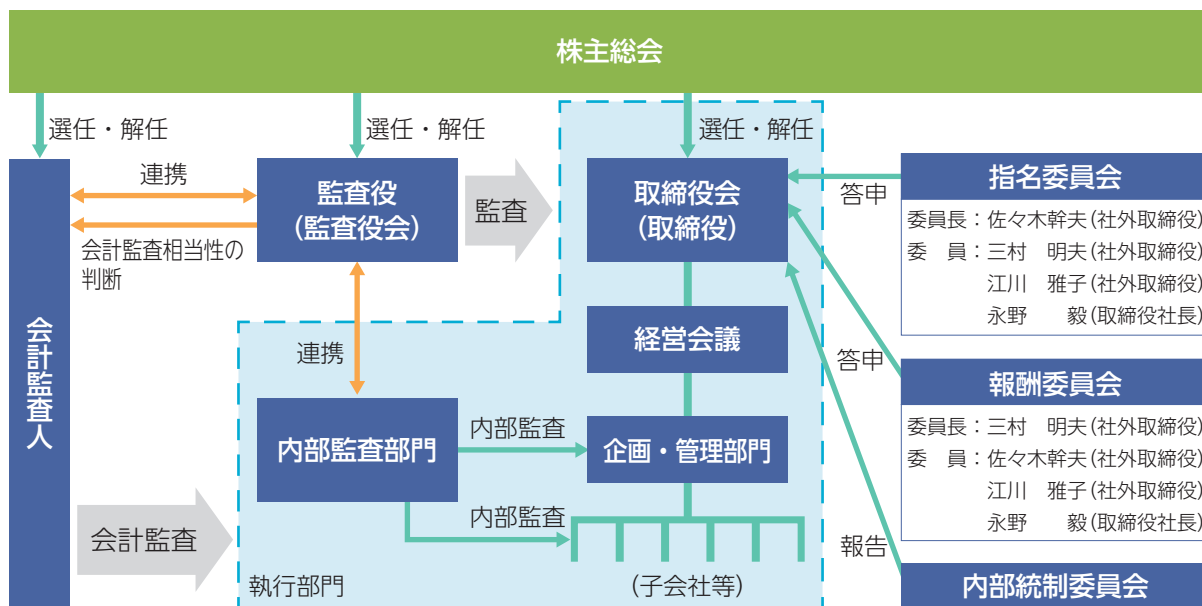 株主総会
選任・解任
選任・解任
選任・解任
会計監査人
連携
会計監査相当性の
判断
監査役
(監査役会)
監査
取締役会
(取締役)
答申
指名委員会
委員長：佐々木幹夫(社外取締役)
委　員：三村　明夫(社外取締役)
江川　雅子(社外取締役)
永野　　毅(取締役社長)
連携
経営会議
答申
報酬委員会
委員長：三村　明夫(社外取締役)
委　員：佐々木幹夫(社外取締役)
江川　雅子(社外取締役)
永野　　毅(取締役社長)
内部監査部門
内部監査
企画・管理部門
内部監査
会計監査
執行部門
(子会社等)
報告
内部統制委員会